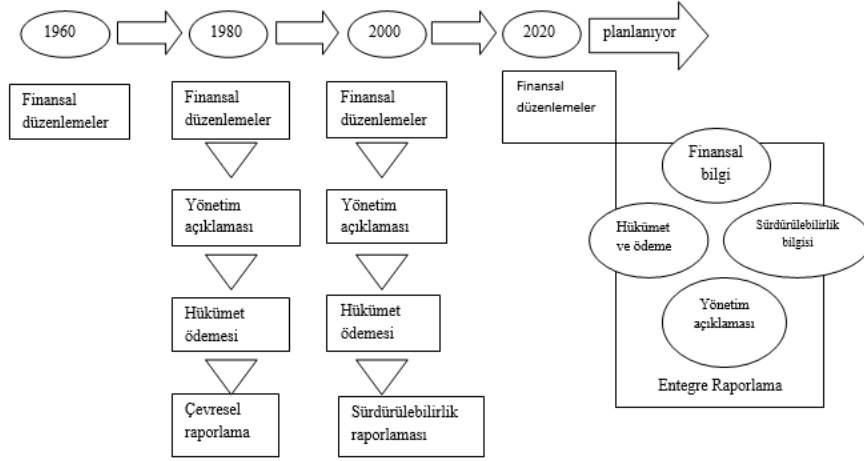 1960
1980
2000
2020
planlanıyor
Finansal
düzenlemeler
Finansal
düzenlemeler
Finansal
düzenlemeler
Finansal
düzenlemeler
Yönetim
açıklaması
Yönetim
açıklaması
Hükümet
ödemesi
Hükümet
ödemesi
Çevresel
raporlama
Sürdürülebilirlik
raporlaması
Finansal
bilgi
Hükümet
ve ödeme
Sürdürülebilirlik
bilgisi
Yönetim
açıklaması
Entegre Raporlama